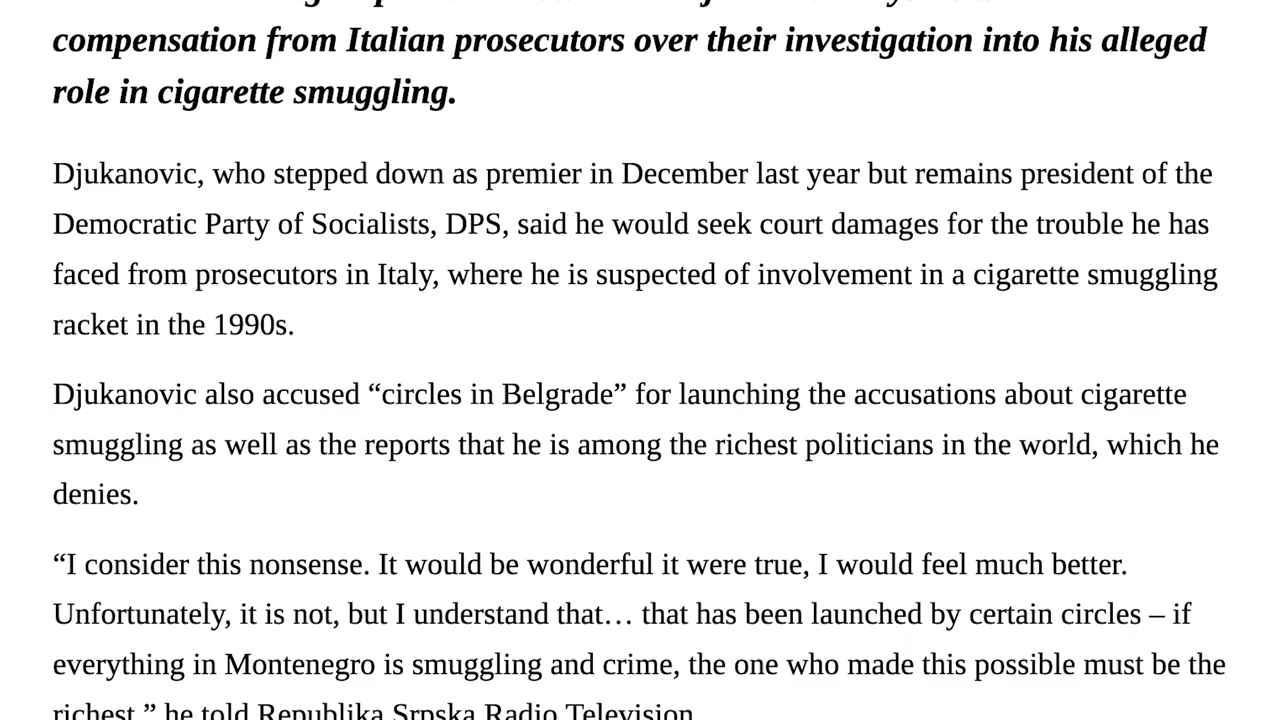 compensation from Italian prosecutors over their investigation into his alleged
role in cigarette smuggling.
Djukanovic, who stepped down as premier in December last year but remains president of the
Democratic Party of Socialists, DPS, said he would seek court damages for the trouble he has
faced from prosecutors in Italy, where he is suspected of involvement in a cigarette smuggling
racket in the 1990s.
Djukanovic also accused “circles in Belgrade” for launching the accusations about cigarette
smuggling as well as the reports that he is among the richest politicians in the world, which he
denies.
“I consider this nonsense. It would be wonderful it were true, I would feel much better.
Unfortunately, it is not, but I understand that… that has been launched by certain circles – if
everything in Montenegro is smuggling and crime, the one who made this possible must be the
richest,” he told Republika Srpska Radio Television.